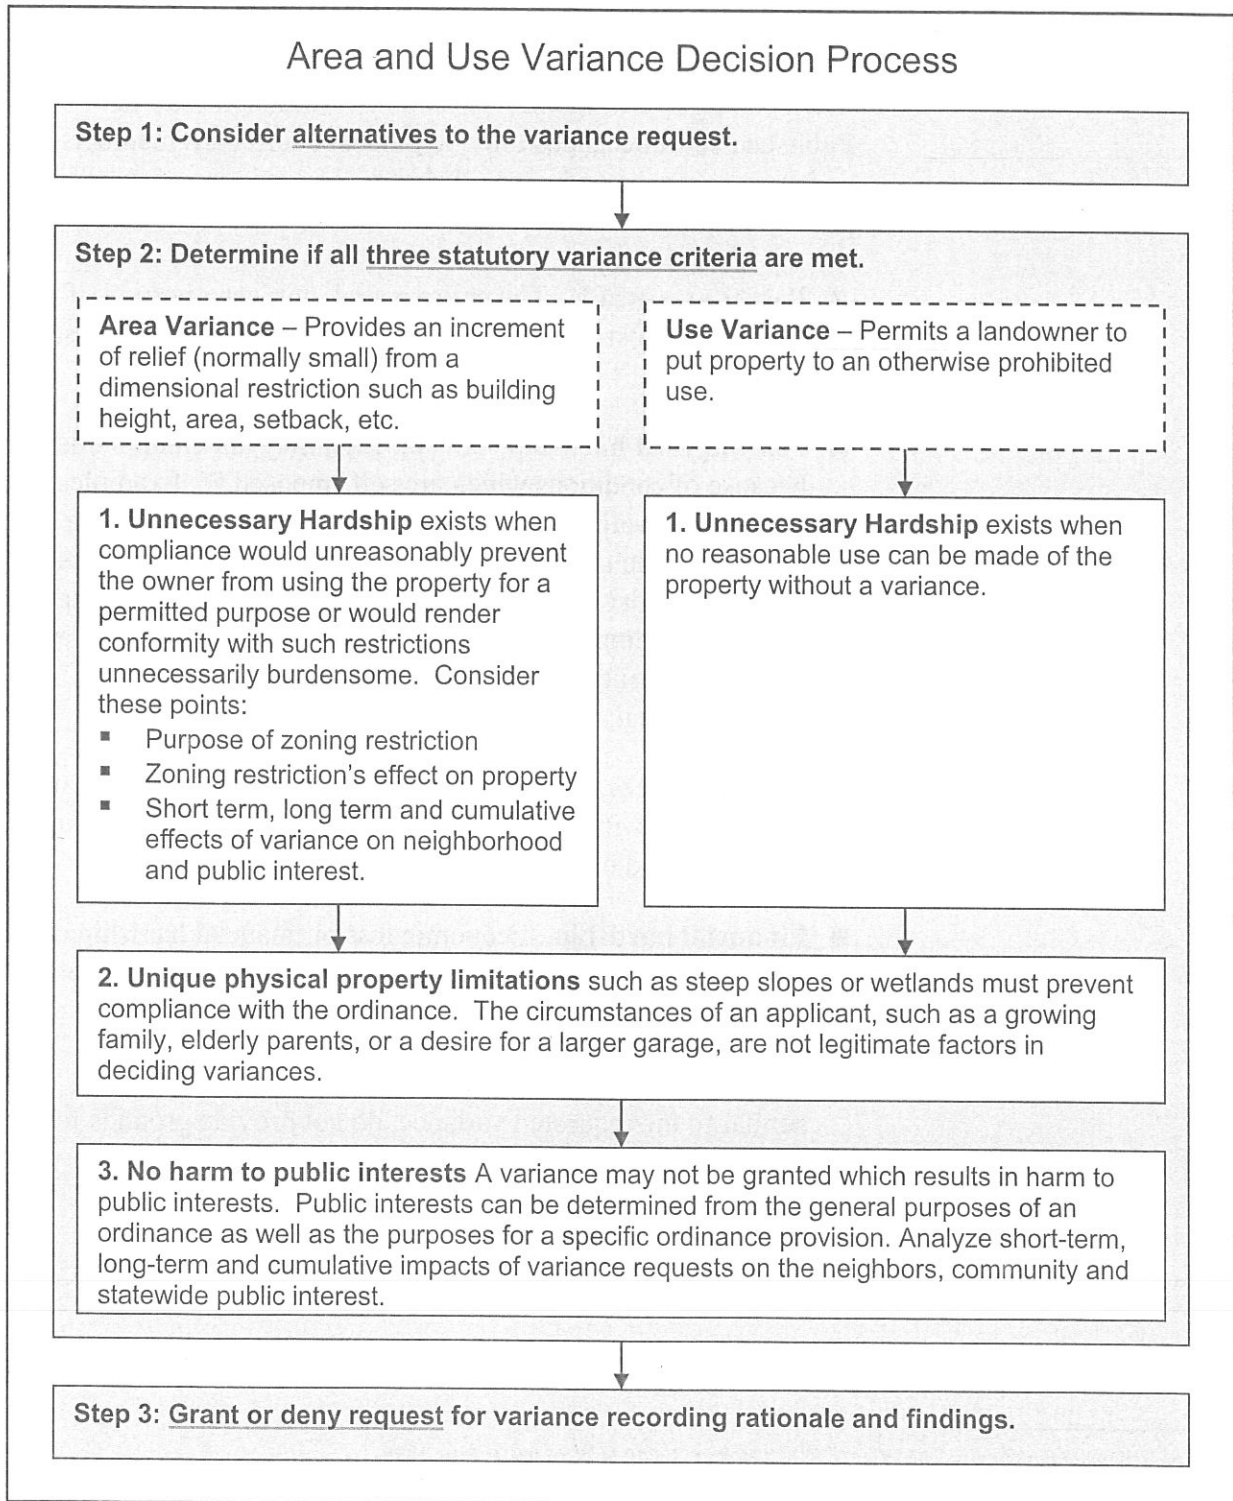 Area and Use Variance Decision Process
Step 1: Consider alternatives to the variance request.
Step 2: Determine if all three statutory variance criteria are met.
Area Variance – Provides an increment
of relief (normally small) from a
dimensional restriction such as building
height, area, setback, etc.
Use Variance – Permits a landowner to
put property to an otherwise prohibited
use.
1. Unnecessary Hardship exists when
compliance would unreasonably prevent
the owner from using the property for a
permitted purpose or would render
conformity with such restrictions
unnecessarily burdensome.  Consider
these points:
▪ Purpose of zoning restriction
▪ Zoning restriction's effect on property
▪ Short term, long term and cumulative
effects of variance on neighborhood
and public interest.
1. Unnecessary Hardship exists when
no reasonable use can be made of the
property without a variance.
2. Unique physical property limitations such as steep slopes or wetlands must prevent
compliance with the ordinance.  The circumstances of an applicant, such as a growing
family, elderly parents, or a desire for a larger garage, are not legitimate factors in
deciding variances.
3. No harm to public interests A variance may not be granted which results in harm to
public interests.  Public interests can be determined from the general purposes of an
ordinance as well as the purposes for a specific ordinance provision. Analyze short-term,
long-term and cumulative impacts of variance requests on the neighbors, community and
statewide public interest.
Step 3: Grant or deny request for variance recording rationale and findings.